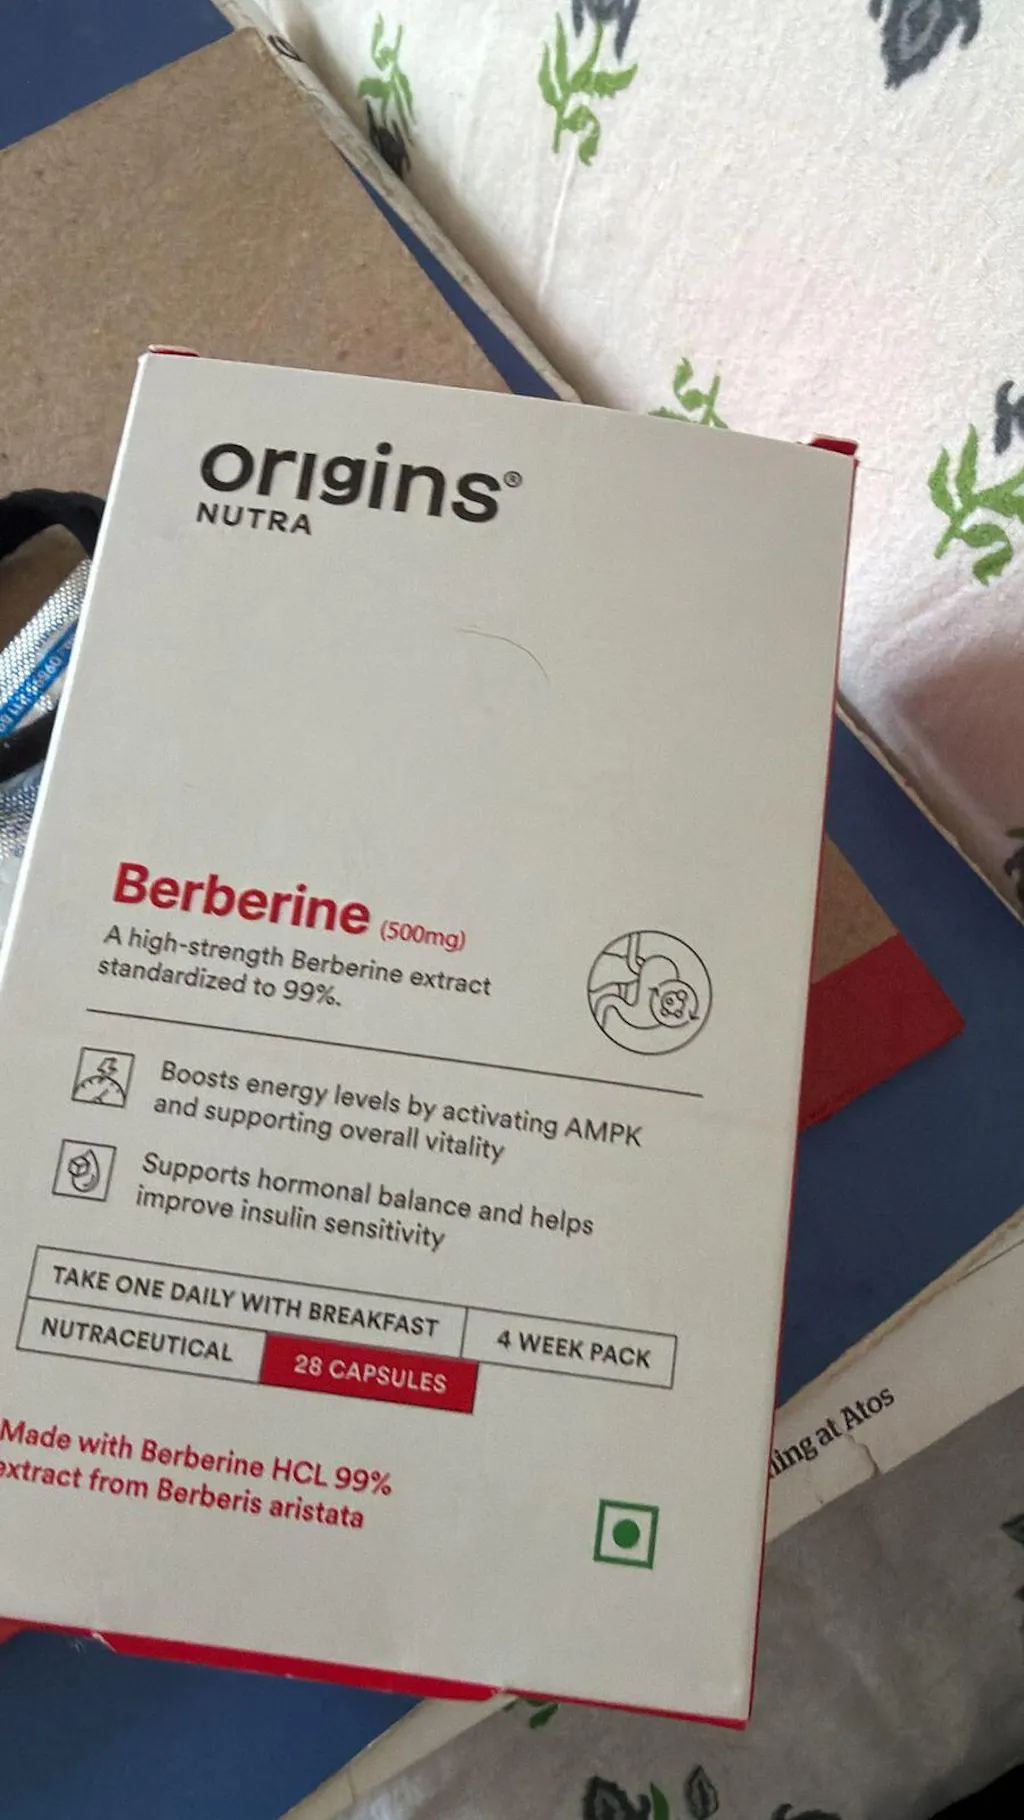 origins®
NUTRA
Berberine (500mg)
A high-strength Berberine extract
standardized to 99%.
Boosts energy levels by activating AMPK
and supporting overall vitality
Supports hormonal balance and helps
improve insulin sensitivity
TAKE ONE DAILY WITH BREAKFAST
4 WEEK PACK
NUTRACEUTICAL
28 CAPSULES
Made with Berberine HCL 99%
extract from Berberis aristata
at Atos